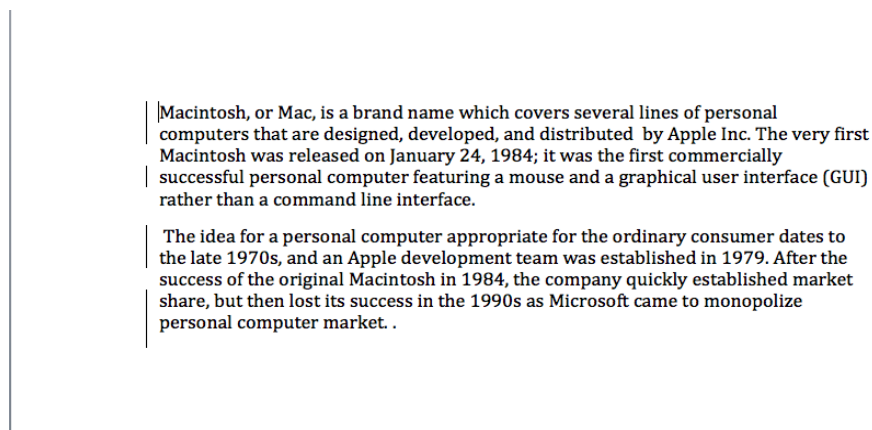 Macintosh, or Mac, is a brand name which covers several lines of personal
computers that are designed, developed, and distributed  by Apple Inc. The very first
Macintosh was released on January 24, 1984; it was the first commercially
successful personal computer featuring a mouse and a graphical user interface (GUI)
rather than a command line interface.
The idea for a personal computer appropriate for the ordinary consumer dates to
the late 1970s, and an Apple development team was established in 1979. After the
success of the original Macintosh in 1984, the company quickly established market
share, but then lost its success in the 1990s as Microsoft came to monopolize
personal computer market. .